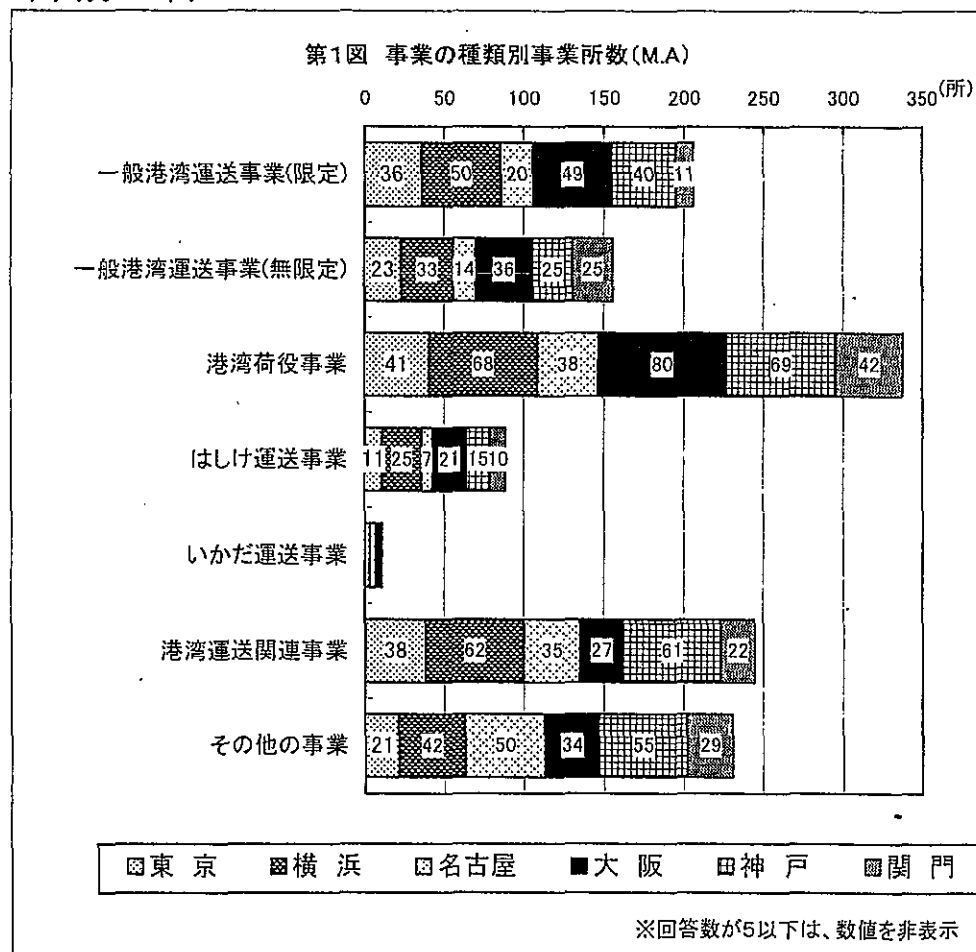 第1図 事業の種類別事業所数(M.A)
0 50 100 150 200 250 300 350(所)
一般港湾運送事業(限定) 36 50 20 49 40 11
一般港湾運送事業(無限定) 23 33 14 36 25 25
港湾荷役事業 41 68 38 80 69 42
はしけ運送事業 11 25 7 21 15 10
いかだ運送事業
港湾運送関連事業 38 62 35 27 61 22
その他の事業 21 42 50 34 55 29
東京 横浜 名古屋 大阪 神戸 関門
※回答数が5以下は、数値を非表示